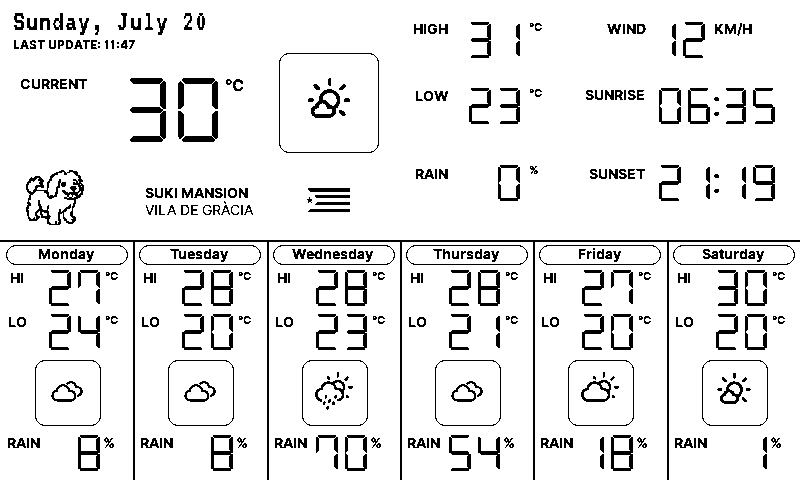 Sunday, July 20
LAST UPDATE: 11:47
CURRENT 30 °C
HIGH 31 °C
WIND 12 KM/H
LOW 23 °C
SUNRISE 06:35
RAIN 0 %
SUNSET 21:19
SUKI MANSION
VILA DE GRÀCIA
Monday
HI 27 °C
LO 24 °C
RAIN 8 %
Tuesday
HI 28 °C
LO 20 °C
RAIN 8 %
Wednesday
HI 28 °C
LO 23 °C
RAIN 70 %
Thursday
HI 28 °C
LO 21 °C
RAIN 54 %
Friday
HI 27 °C
LO 20 °C
RAIN 18 %
Saturday
HI 30 °C
LO 20 °C
RAIN 1 %